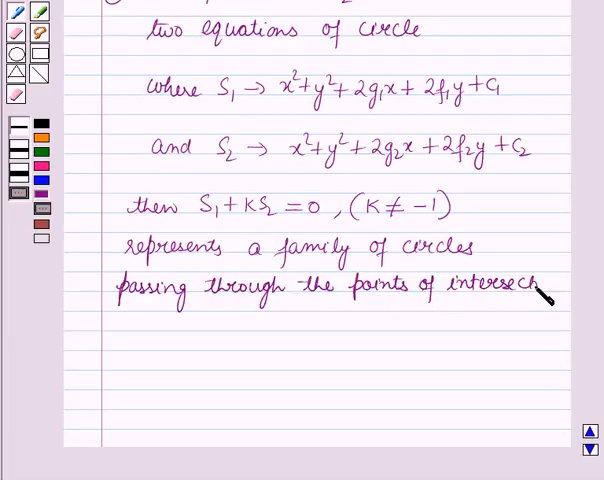 two equations of circle
where S₁ → x²+y²+2g₁x+2f₁y+C₁
and S₂ → x²+y²+2g₂x+2f₂y+C₂
then S₁+KS₂=0, (K≠-1)
represents a family of circles
passing through the points of intersect